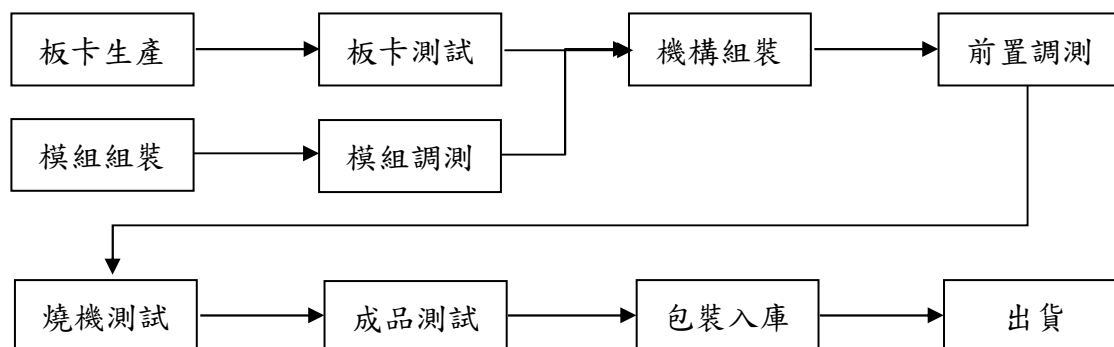 板卡生產
板卡測試
機構組裝
前置調測
模組組裝
模組調測
燒機測試
成品測試
包裝入庫
出貨